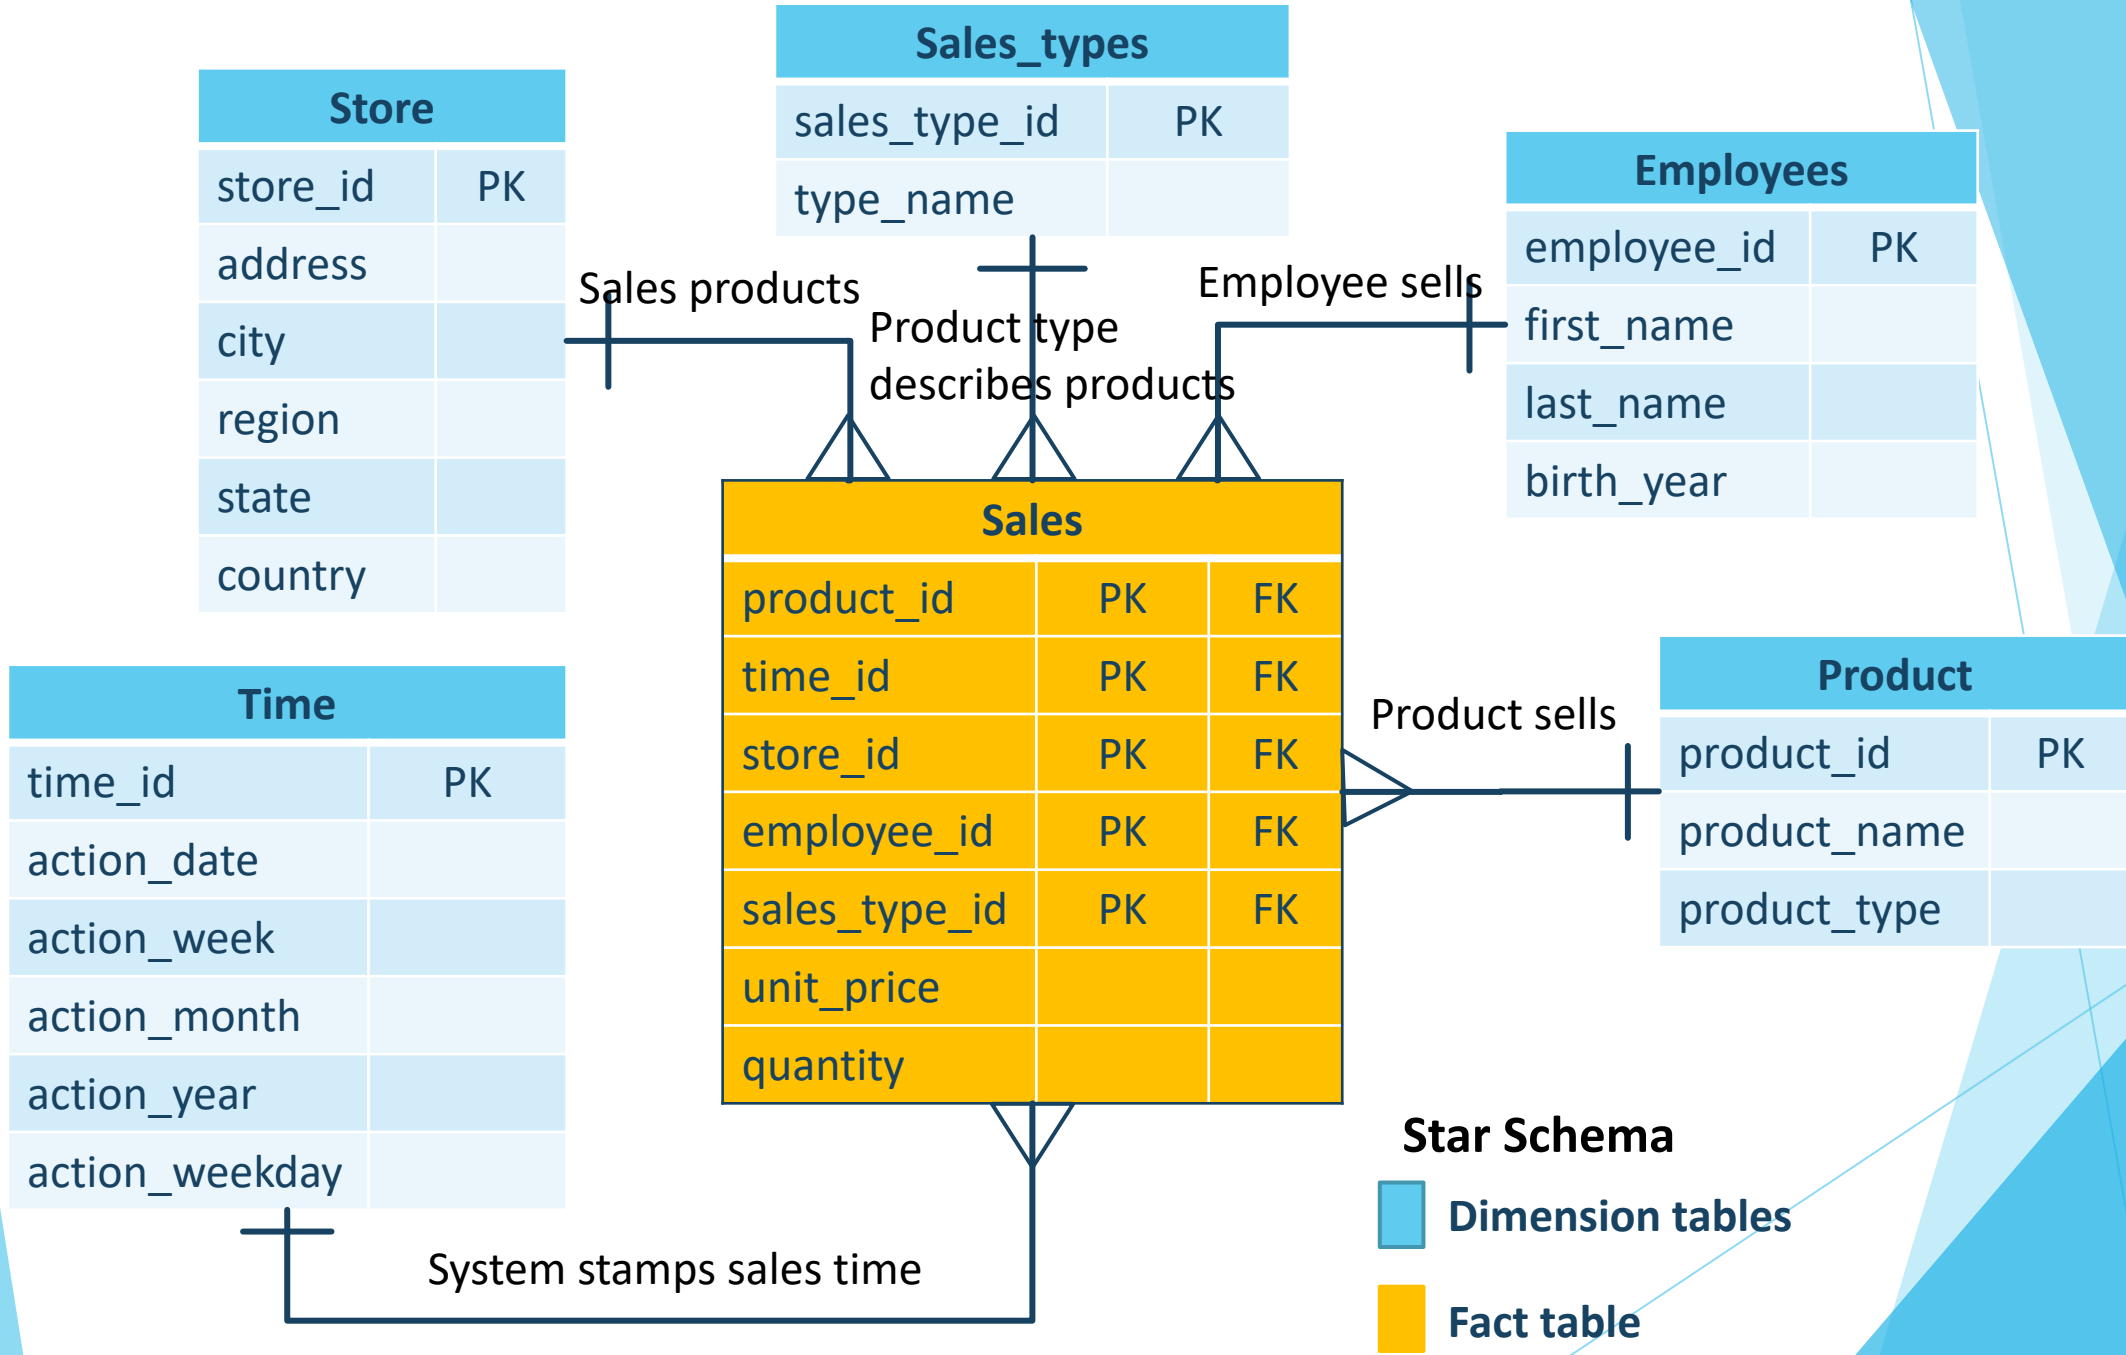 Sales_types
sales_type_id PK
type_name
Store
store_id PK
address
city
region
state
country
Employees
employee_id PK
first_name
last_name
birth_year
Sales products
Product type
describes products
Employee sells
Sales
product_id PK FK
time_id PK FK
store_id PK FK
employee_id PK FK
sales_type_id PK FK
unit_price
quantity
Time
time_id PK
action_date
action_week
action_month
action_year
action_weekday
Product sells
Product
product_id PK
product_name
product_type
System stamps sales time
Star Schema
Dimension tables
Fact table